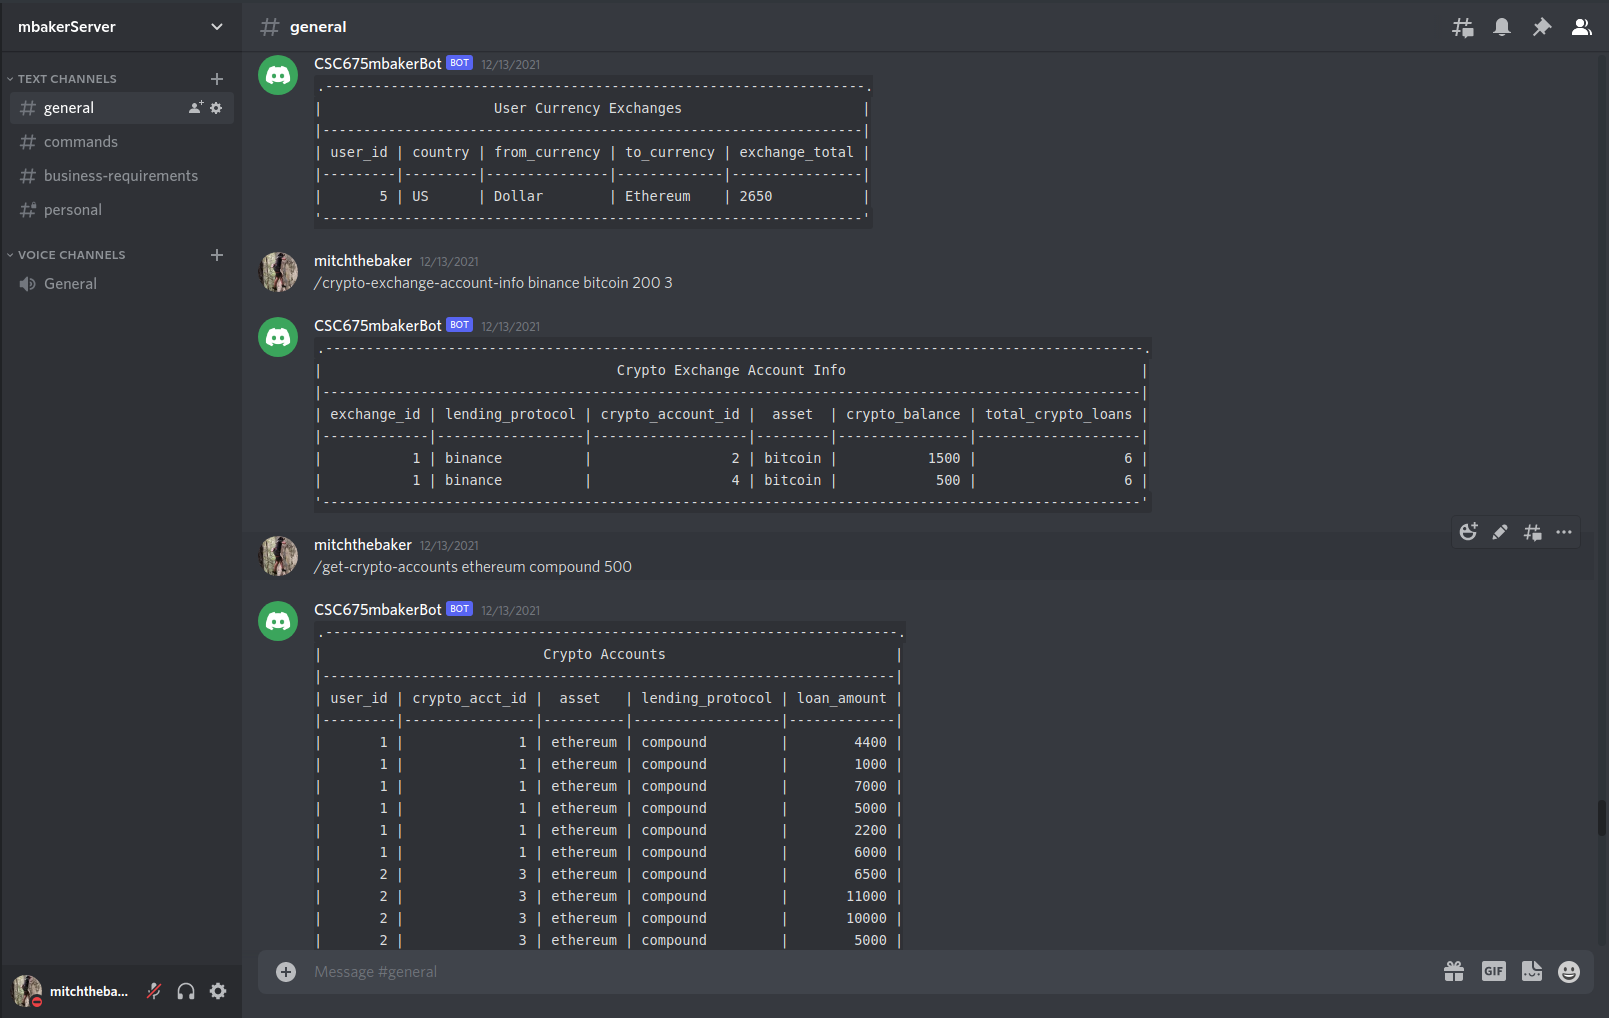 mbakerServer
TEXT CHANNELS
general
commands
business-requirements
personal
VOICE CHANNELS
General
mitchtheba...
general
CSC675mbakerBot BOT 12/13/2021
.------------------------------------------------------------------.
| User Currency Exchanges |
|------------------------------------------------------------------|
| user_id | country | from_currency | to_currency | exchange_total |
|---------|---------|---------------|-------------|----------------|
| 5 | US | Dollar | Ethereum | 2650 |
'------------------------------------------------------------------'
mitchthebaker 12/13/2021
/crypto-exchange-account-info binance bitcoin 200 3
CSC675mbakerBot BOT 12/13/2021
.----------------------------------------------------------------------------------------------------.
| Crypto Exchange Account Info |
|----------------------------------------------------------------------------------------------------|
| exchange_id | lending_protocol | crypto_account_id | asset | crypto_balance | total_crypto_loans |
|-------------|------------------|-------------------|---------|----------------|--------------------|
| 1 | binance | 2 | bitcoin | 1500 | 6 |
| 1 | binance | 4 | bitcoin | 500 | 6 |
'----------------------------------------------------------------------------------------------------'
mitchthebaker 12/13/2021
/get-crypto-accounts ethereum compound 500
CSC675mbakerBot BOT 12/13/2021
.----------------------------------------------------------------------.
| Crypto Accounts |
|----------------------------------------------------------------------|
| user_id | crypto_acct_id | asset | lending_protocol | loan_amount |
|---------|----------------|----------|------------------|-------------|
| 1 | 1 | ethereum | compound | 4400 |
| 1 | 1 | ethereum | compound | 1000 |
| 1 | 1 | ethereum | compound | 7000 |
| 1 | 1 | ethereum | compound | 5000 |
| 1 | 1 | ethereum | compound | 2200 |
| 1 | 1 | ethereum | compound | 6000 |
| 2 | 3 | ethereum | compound | 6500 |
| 2 | 3 | ethereum | compound | 11000 |
| 2 | 3 | ethereum | compound | 10000 |
| 2 | 3 | ethereum | compound | 5000 |
Message #general
GIF